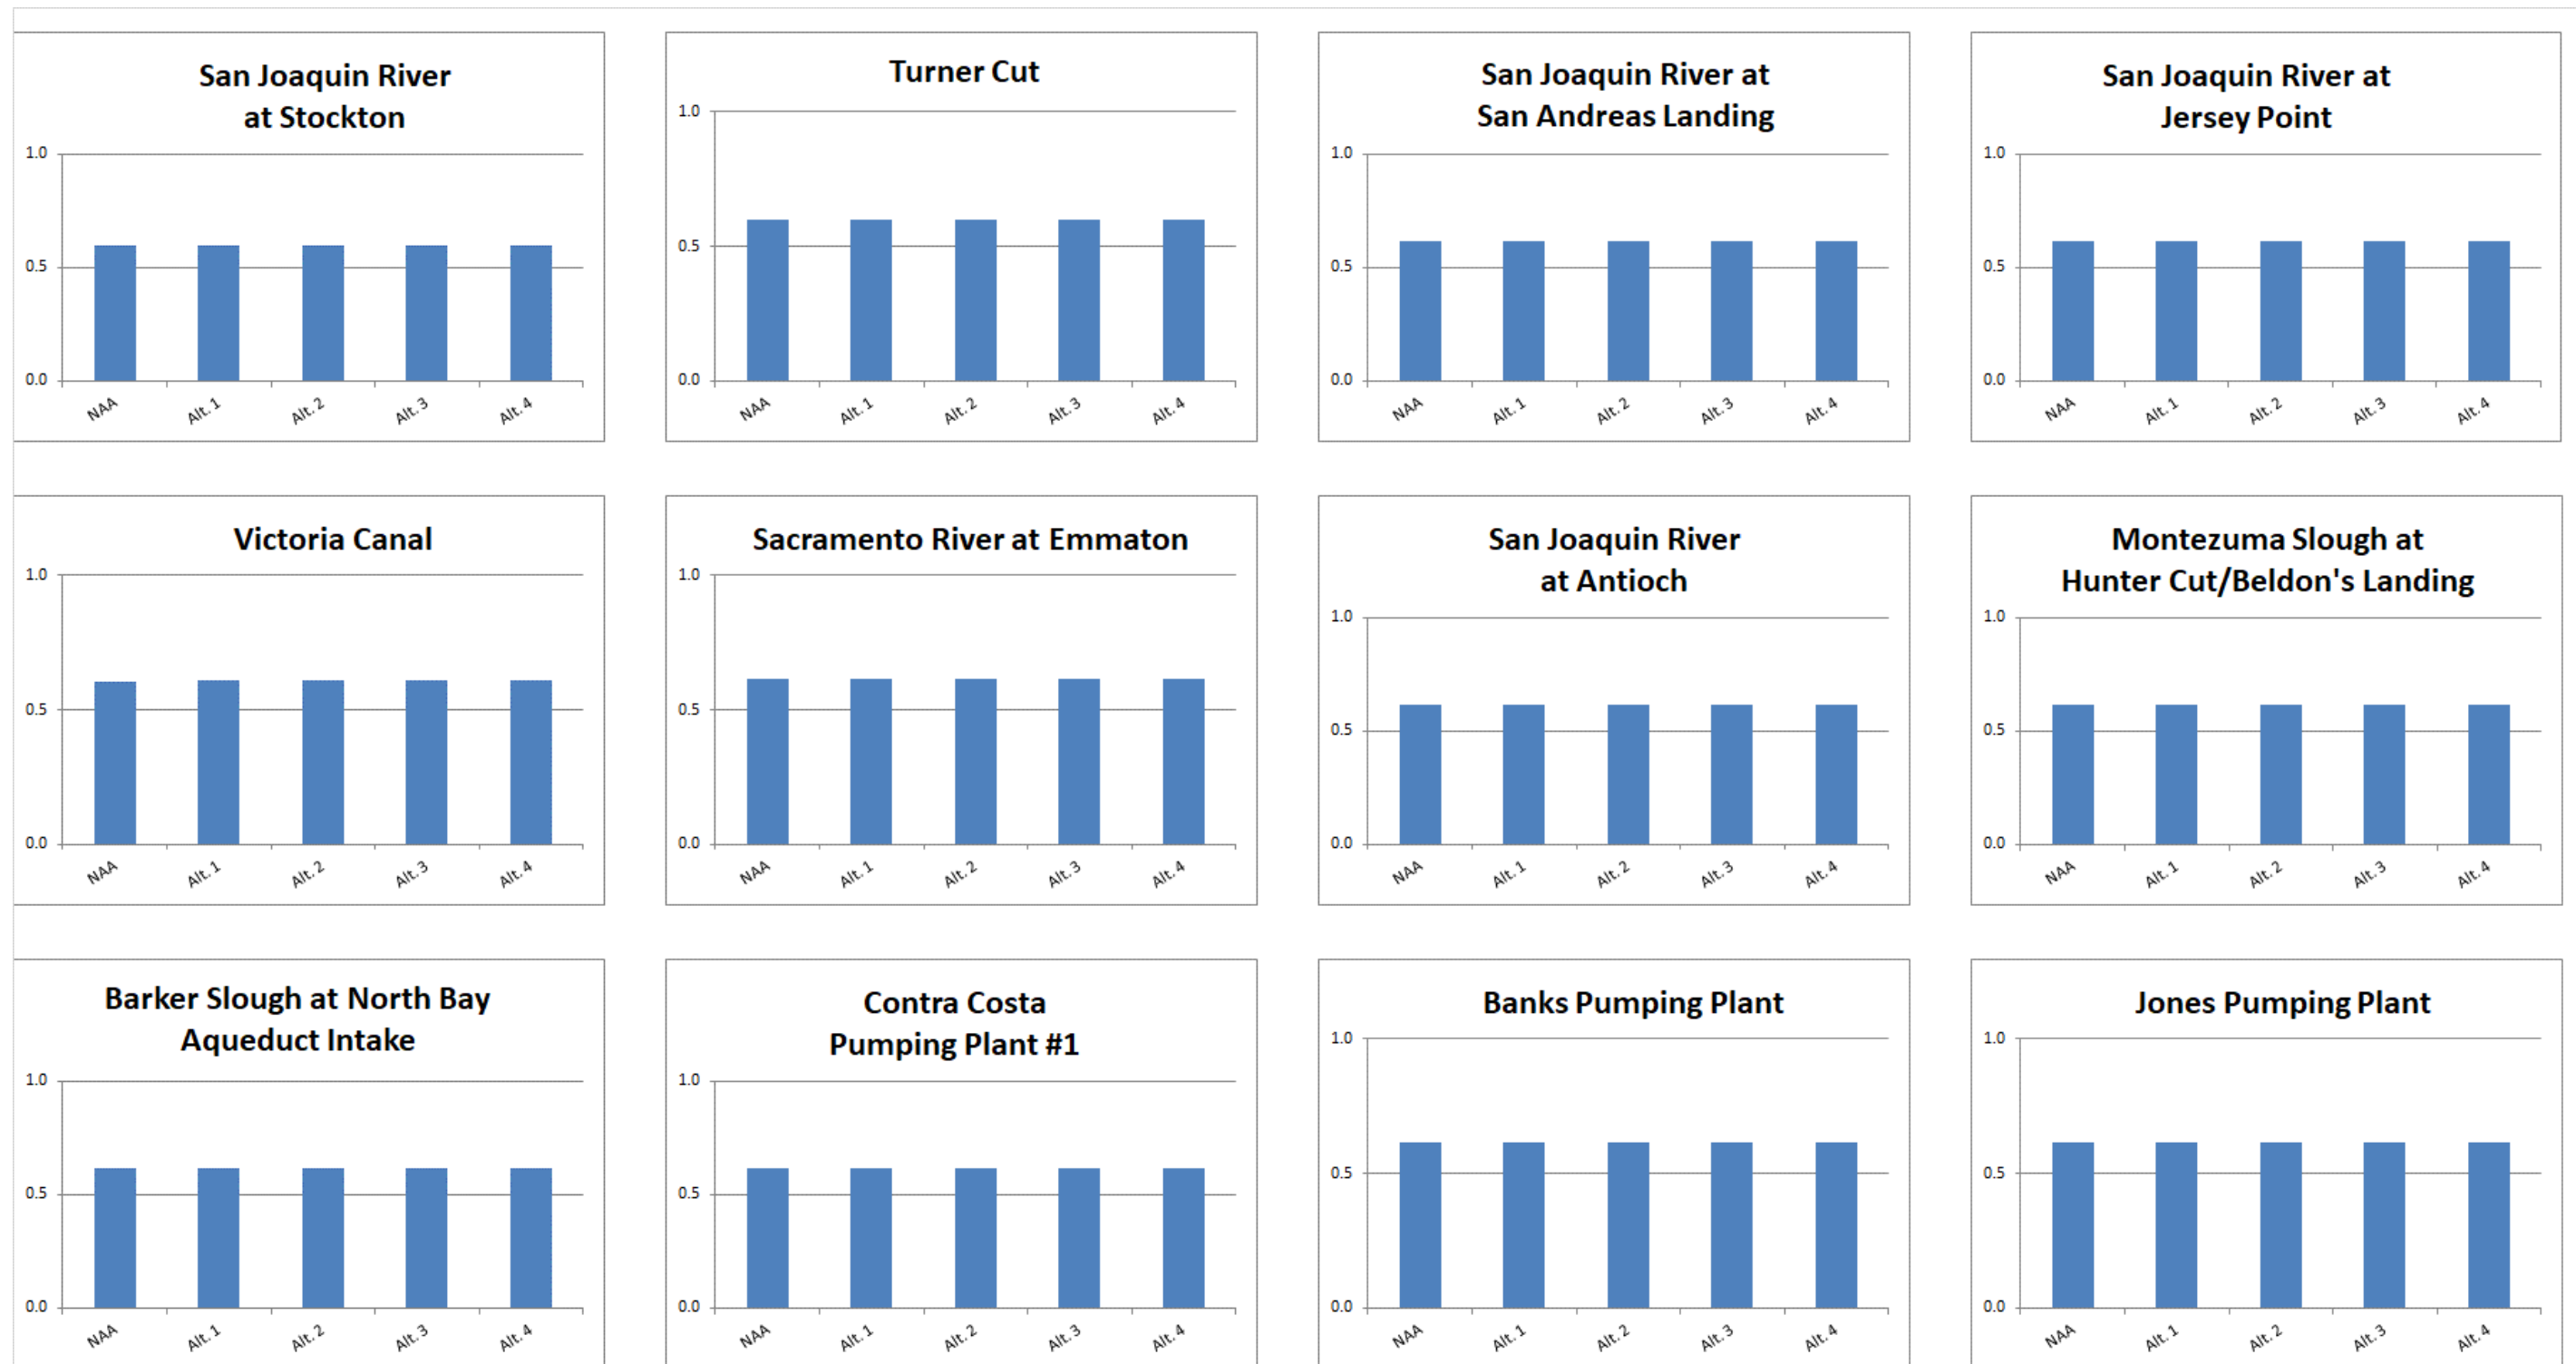 San Joaquin River
at Stockton
1.0
0.5
0.0
NAA Alt. 1 Alt. 2 Alt. 3 Alt. 4
Turner Cut
1.0
0.5
0.0
NAA Alt. 1 Alt. 2 Alt. 3 Alt. 4
San Joaquin River at
San Andreas Landing
1.0
0.5
0.0
NAA Alt. 1 Alt. 2 Alt. 3 Alt. 4
San Joaquin River at
Jersey Point
1.0
0.5
0.0
NAA Alt. 1 Alt. 2 Alt. 3 Alt. 4
Victoria Canal
1.0
0.5
0.0
NAA Alt. 1 Alt. 2 Alt. 3 Alt. 4
Sacramento River at Emmaton
1.0
0.5
0.0
NAA Alt. 1 Alt. 2 Alt. 3 Alt. 4
San Joaquin River
at Antioch
1.0
0.5
0.0
NAA Alt. 1 Alt. 2 Alt. 3 Alt. 4
Montezuma Slough at
Hunter Cut/Beldon's Landing
1.0
0.5
0.0
NAA Alt. 1 Alt. 2 Alt. 3 Alt. 4
Barker Slough at North Bay
Aqueduct Intake
1.0
0.5
0.0
NAA Alt. 1 Alt. 2 Alt. 3 Alt. 4
Contra Costa
Pumping Plant #1
1.0
0.5
0.0
NAA Alt. 1 Alt. 2 Alt. 3 Alt. 4
Banks Pumping Plant
1.0
0.5
0.0
NAA Alt. 1 Alt. 2 Alt. 3 Alt. 4
Jones Pumping Plant
1.0
0.5
0.0
NAA Alt. 1 Alt. 2 Alt. 3 Alt. 4